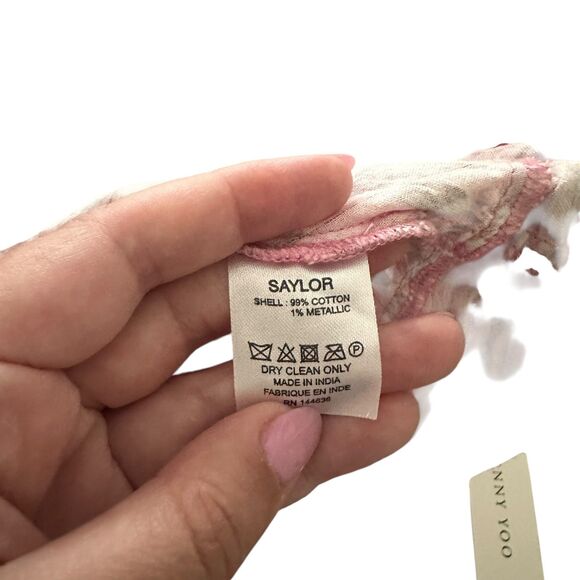 SAYLOR
SHELL : 99% COTTON
1% METALLIC
P
DRY CLEAN ONLY
MADE IN INDIA
FABRIQUE EN INDE
RN 144636
NNY YOO